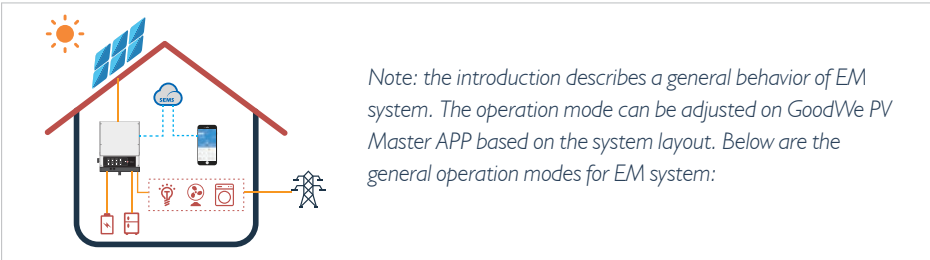 SEMS
Note: the introduction describes a general behavior of EM
system. The operation mode can be adjusted on GoodWe PV
Master APP based on the system layout. Below are the
general operation modes for EM system: